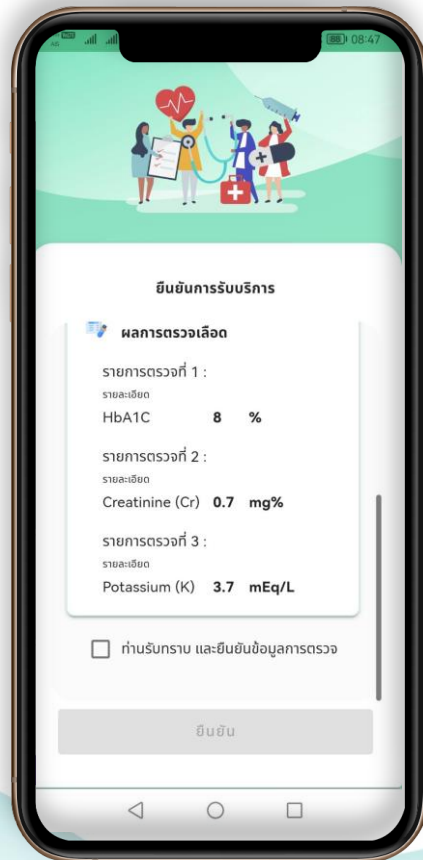 08:47
ยืนยันการรับบริการ
ผลการตรวจเลือด
รายการตรวจที่ 1 :
รายละเอียด
HbA1C 8 %
รายการตรวจที่ 2 :
รายละเอียด
Creatinine (Cr) 0.7 mg%
รายการตรวจที่ 3 :
รายละเอียด
Potassium (K) 3.7 mEq/L
ท่านรับทราบ และยืนยันข้อมูลการตรวจ
ยืนยัน